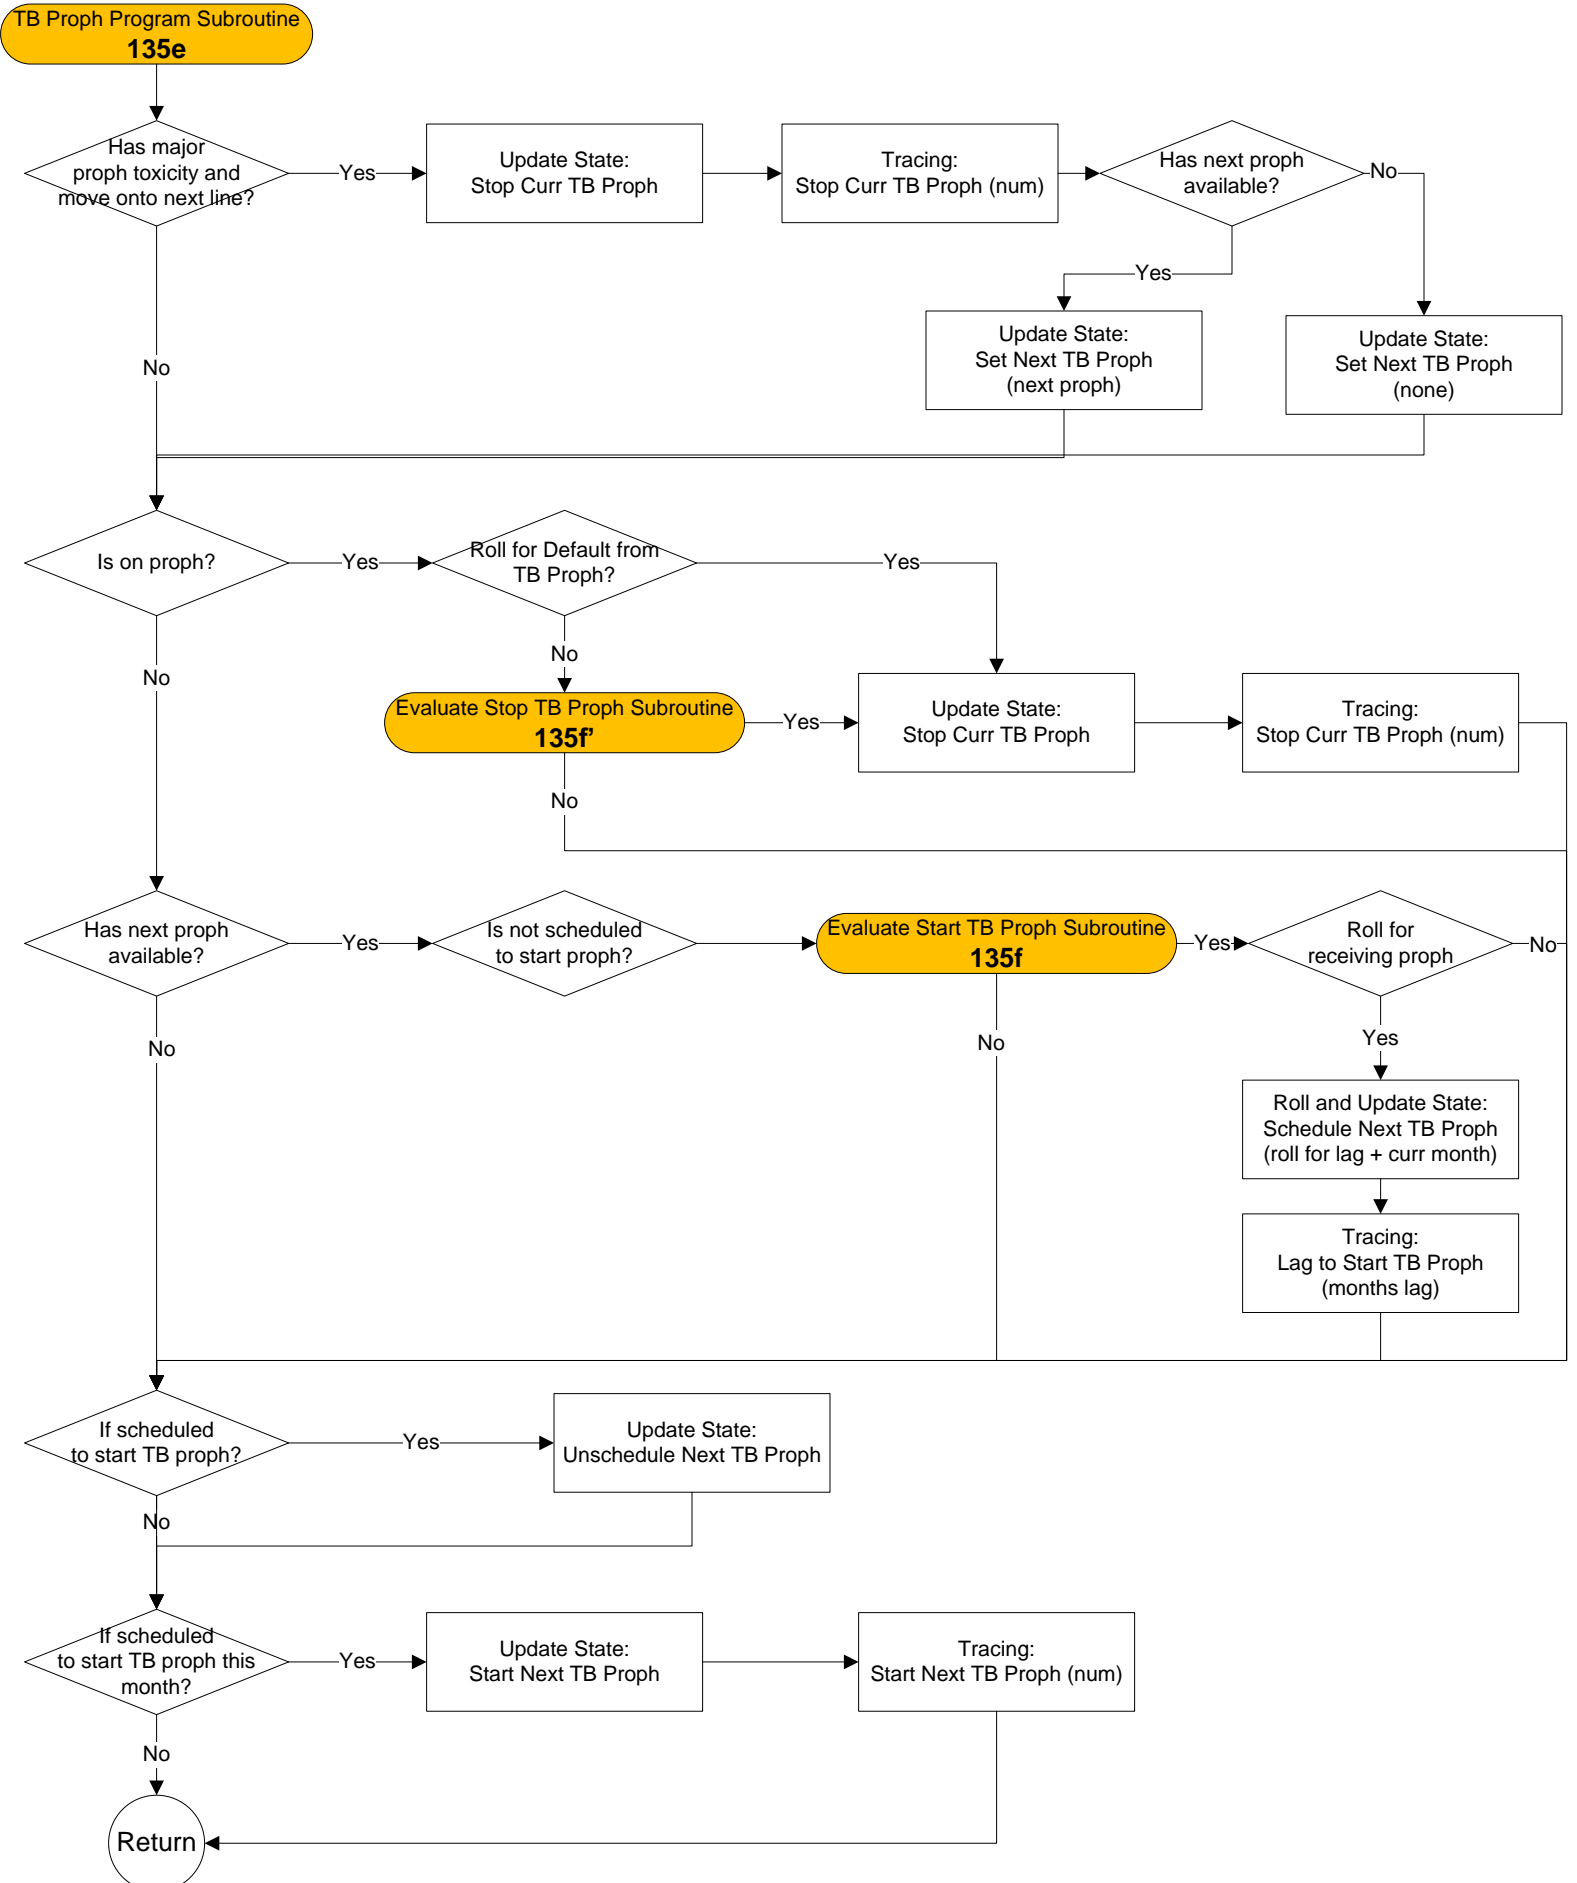 TB Proph Program Subroutine
135e
Has major
proph toxicity and
move onto next line?
Yes
Update State:
Stop Curr TB Proph
Tracing:
Stop Curr TB Proph (num)
Has next proph
available?
No
Yes
Update State:
Set Next TB Proph
(next proph)
Update State:
Set Next TB Proph
(none)
No
Is on proph?
Yes
Roll for Default from
TB Proph?
Yes
No
No
Evaluate Stop TB Proph Subroutine
135f’
Yes
Update State:
Stop Curr TB Proph
Tracing:
Stop Curr TB Proph (num)
No
Has next proph
available?
Yes
Is not scheduled
to start proph?
Evaluate Start TB Proph Subroutine
135f
Yes
Roll for
receiving proph
No
No
No
Yes
Roll and Update State:
Schedule Next TB Proph
(roll for lag + curr month)
Tracing:
Lag to Start TB Proph
(months lag)
If scheduled
to start TB proph?
Yes
Update State:
Unschedule Next TB Proph
No
If scheduled
to start TB proph this
month?
Yes
Update State:
Start Next TB Proph
Tracing:
Start Next TB Proph (num)
No
Return